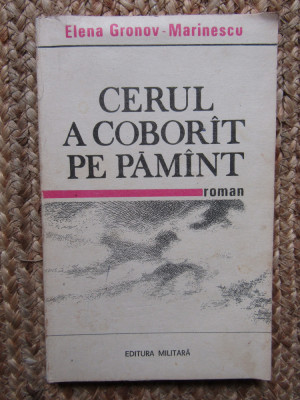 Elena Gronov-Marinescu
CERUL
A COBORÎT
PE PĂMÎNT
roman
EDITURA MILITARĂ